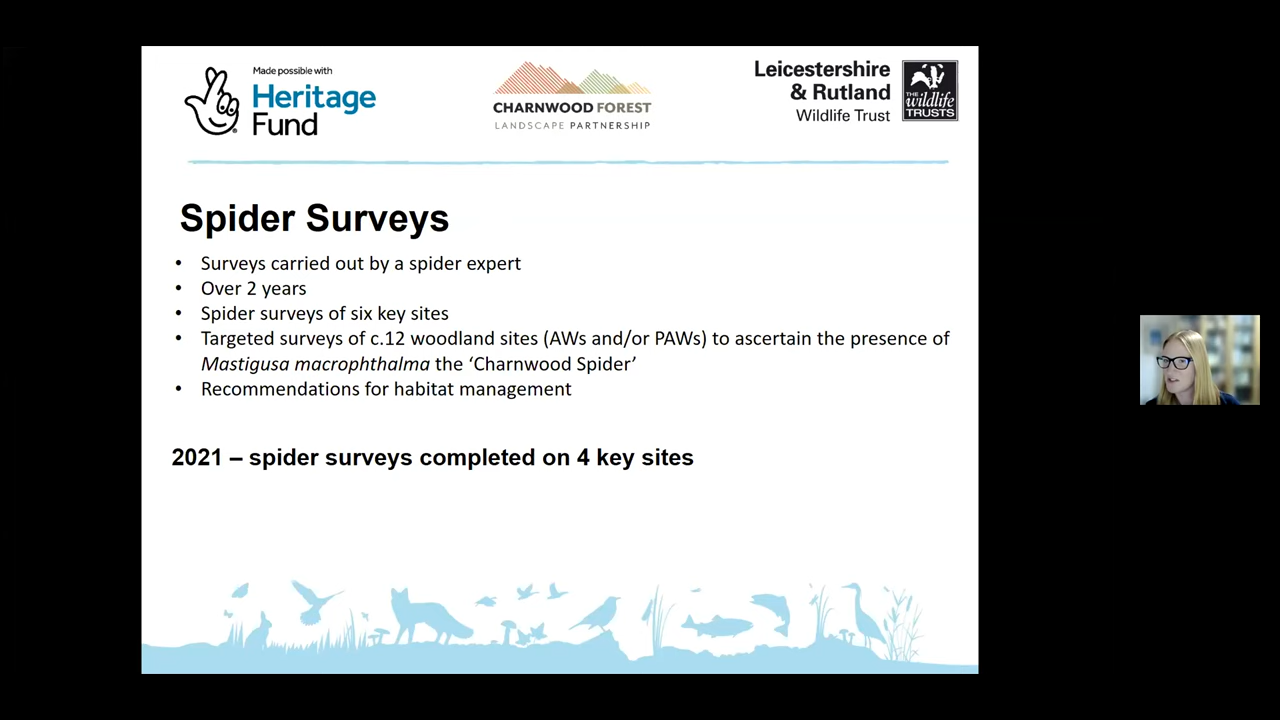 Made possible with
Heritage
Fund
CHARNWOOD FOREST
LANDSCAPE PARTNERSHIP
Leicestershire
& Rutland
Wildlife Trust
THE
wildlife
TRUSTS
Spider Surveys
• Surveys carried out by a spider expert
• Over 2 years
• Spider surveys of six key sites
• Targeted surveys of c.12 woodland sites (AWs and/or PAWs) to ascertain the presence of
Mastigusa macrophthalma the ‘Charnwood Spider’
• Recommendations for habitat management
2021 – spider surveys completed on 4 key sites